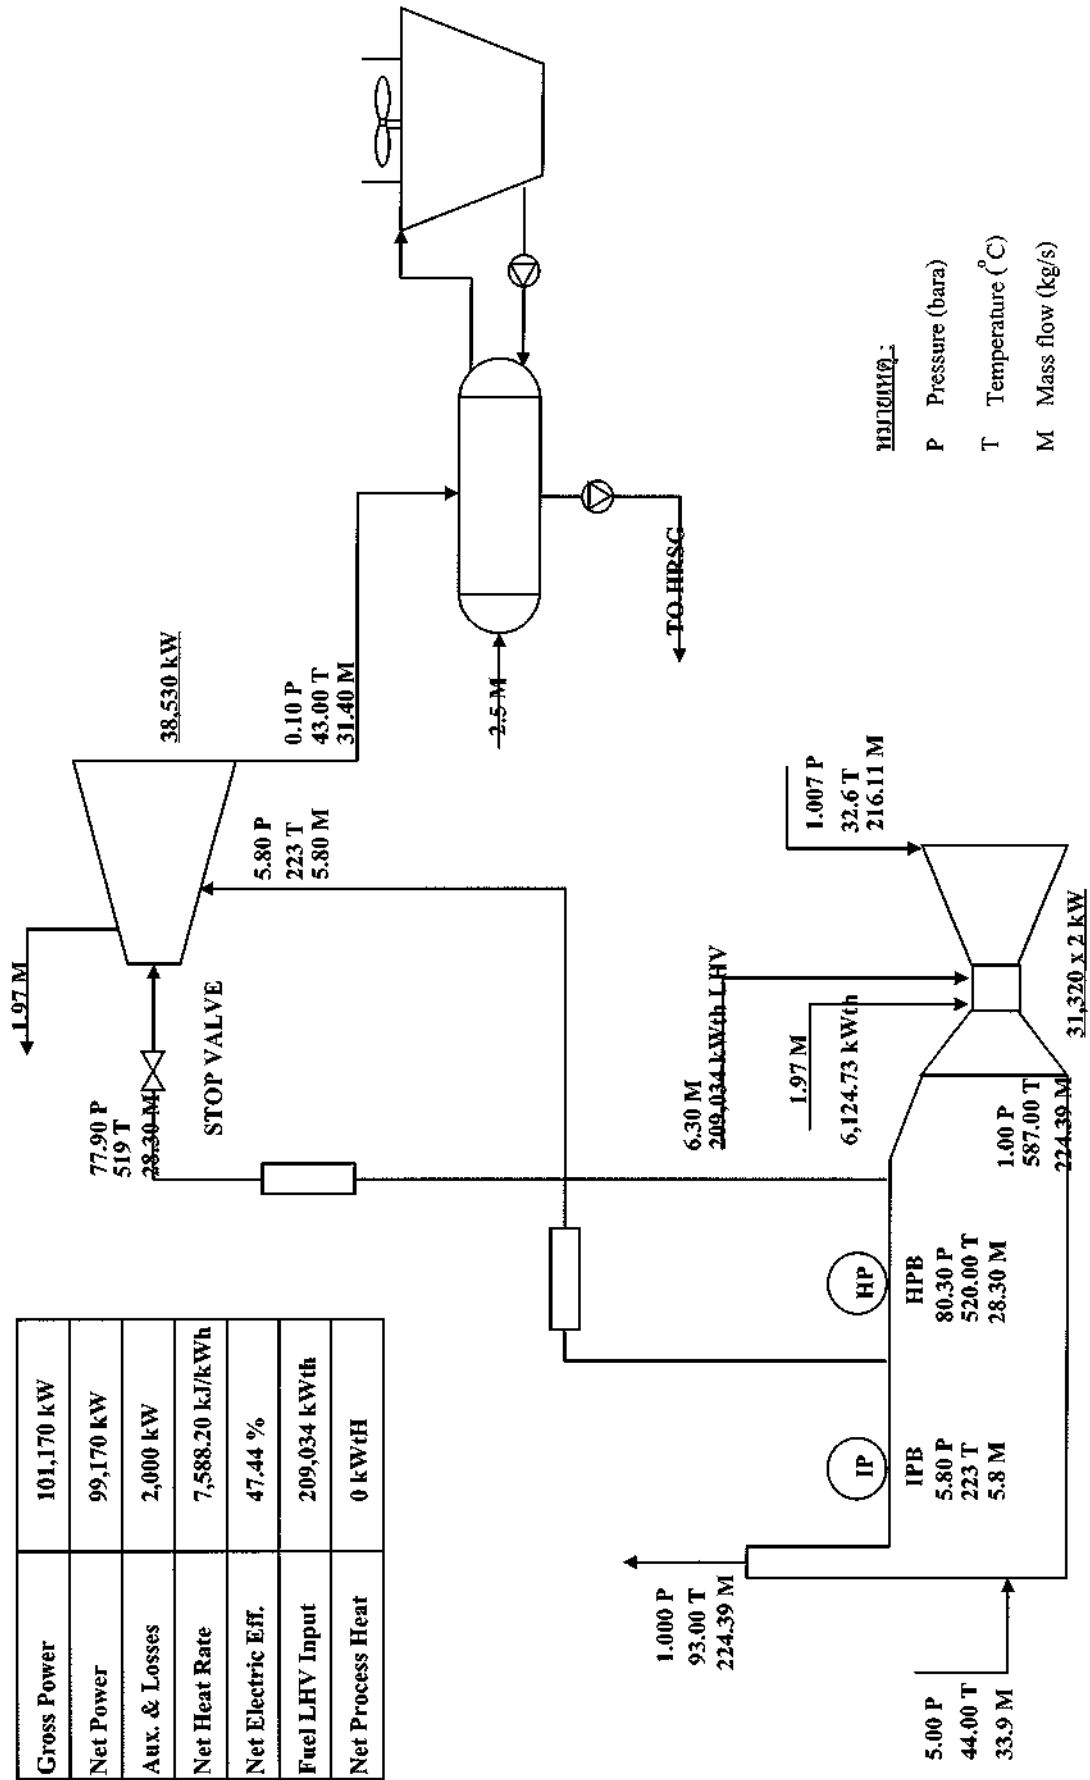 Gross Power 101,170 kW
Net Power 99,170 kW
Aux. & Losses 2,000 kW
Net Heat Rate 7,588.20 kJ/kWh
Net Electric Eff. 47.44 %
Fuel LHV Input 209,034 kWth
Net Process Heat 0 kWtH
1.97 M
77.90 P
519 T
28.30 M
STOP VALVE
38,530 kW
5.80 P
223 T
5.80 M
0.10 P
43.00 T
31.40 M
2.5 M
TO HRSG
1.000 P
93.00 T
224.39 M
IP
IPB
5.80 P
223 T
5.8 M
HP
HPB
80.30 P
520.00 T
28.30 M
6.30 M
209,034 kWth LHV
1.97 M
6,124.73 kWth
1.007 P
32.6 T
216.11 M
1.00 P
587.00 T
224.39 M
31,320 x 2 kW
5.00 P
44.00 T
33.9 M
หมายเหตุ :
P Pressure (bara)
T Temperature (°C)
M Mass flow (kg/s)